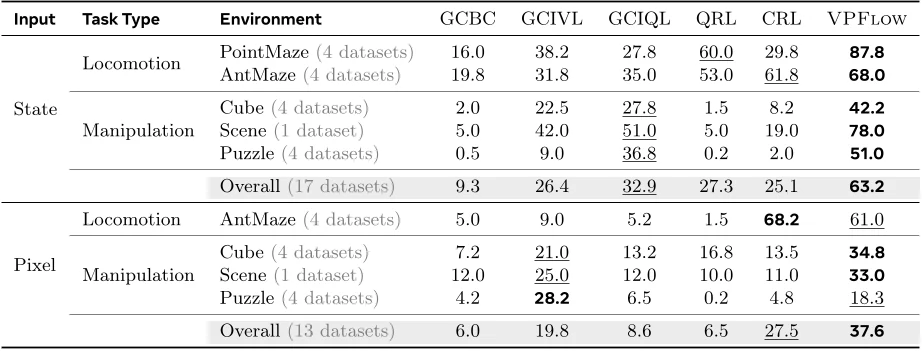 Input Task Type Environment GCBC GCIVL GCIQL QRL CRL VPFLOW
State Locomotion PointMaze (4 datasets) 16.0 38.2 27.8 60.0 29.8 87.8
AntMaze (4 datasets) 19.8 31.8 35.0 53.0 61.8 68.0
Manipulation Cube (4 datasets) 2.0 22.5 27.8 1.5 8.2 42.2
Scene (1 dataset) 5.0 42.0 51.0 5.0 19.0 78.0
Puzzle (4 datasets) 0.5 9.0 36.8 0.2 2.0 51.0
Overall (17 datasets) 9.3 26.4 32.9 27.3 25.1 63.2
Pixel Locomotion AntMaze (4 datasets) 5.0 9.0 5.2 1.5 68.2 61.0
Manipulation Cube (4 datasets) 7.2 21.0 13.2 16.8 13.5 34.8
Scene (1 dataset) 12.0 25.0 12.0 10.0 11.0 33.0
Puzzle (4 datasets) 4.2 28.2 6.5 0.2 4.8 18.3
Overall (13 datasets) 6.0 19.8 8.6 6.5 27.5 37.6